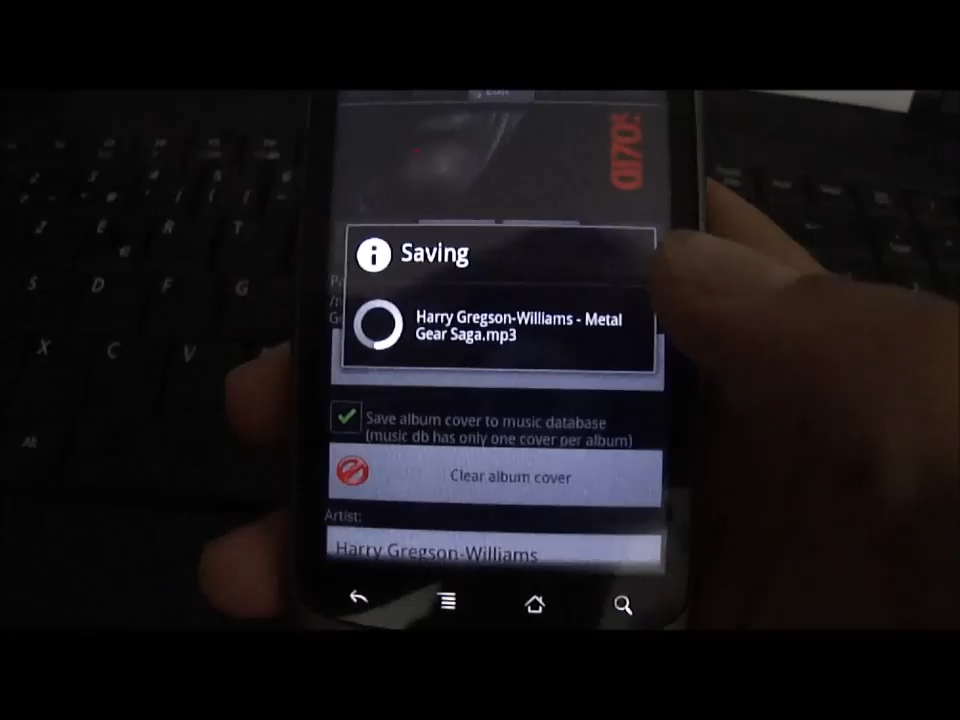 Saving
Harry Gregson-Williams - Metal
Gear Saga.mp3
Save album cover to music database
(music db has only one cover per album)
Clear album cover
Artist:
Harry Gregson-Williams
Z
E
R
T
S
D
F
G
X
C
V
Alt